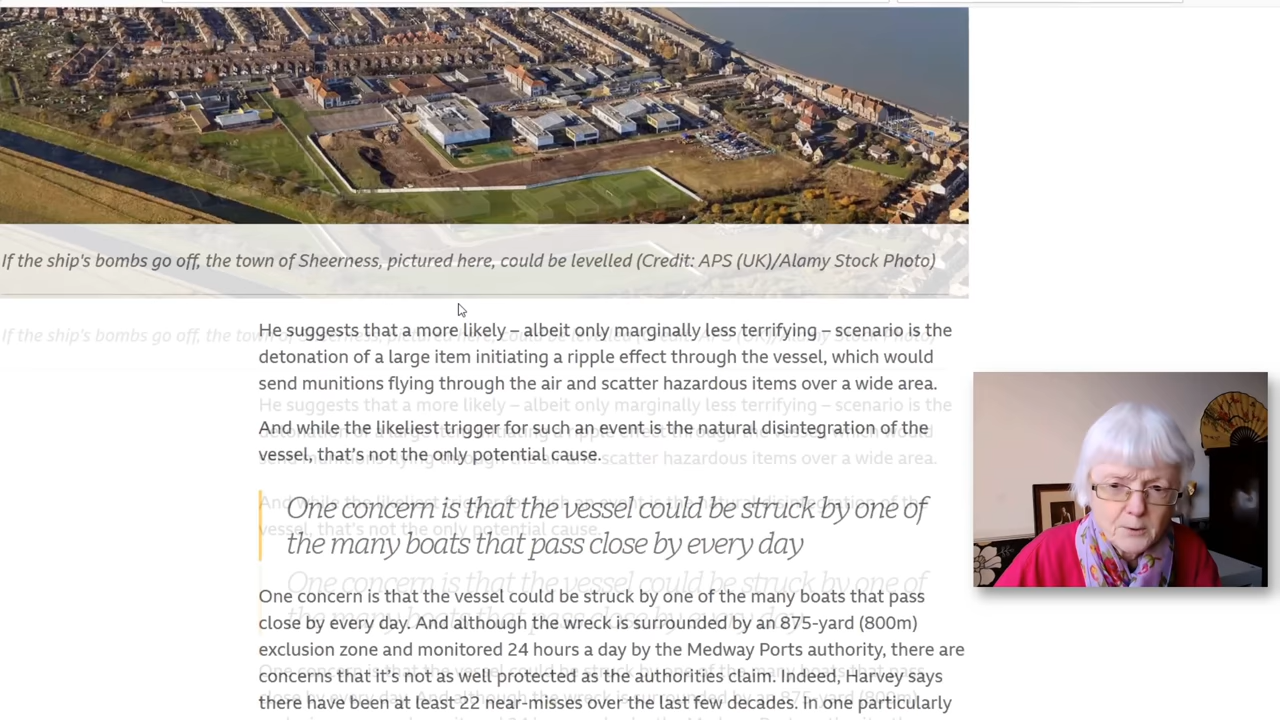 If the ship's bombs go off, the town of Sheerness, pictured here, could be levelled (Credit: APS (UK)/Alamy Stock Photo)
He suggests that a more likely – albeit only marginally less terrifying – scenario is the
detonation of a large item initiating a ripple effect through the vessel, which would
send munitions flying through the air and scatter hazardous items over a wide area.
And while the likeliest trigger for such an event is the natural disintegration of the
vessel, that’s not the only potential cause.
One concern is that the vessel could be struck by one of
the many boats that pass close by every day
One concern is that the vessel could be struck by one of the many boats that pass
close by every day. And although the wreck is surrounded by an 875-yard (800m)
exclusion zone and monitored 24 hours a day by the Medway Ports authority, there are
concerns that it’s not as well protected as the authorities claim. Indeed, Harvey says
there have been at least 22 near-misses over the last few decades. In one particularly